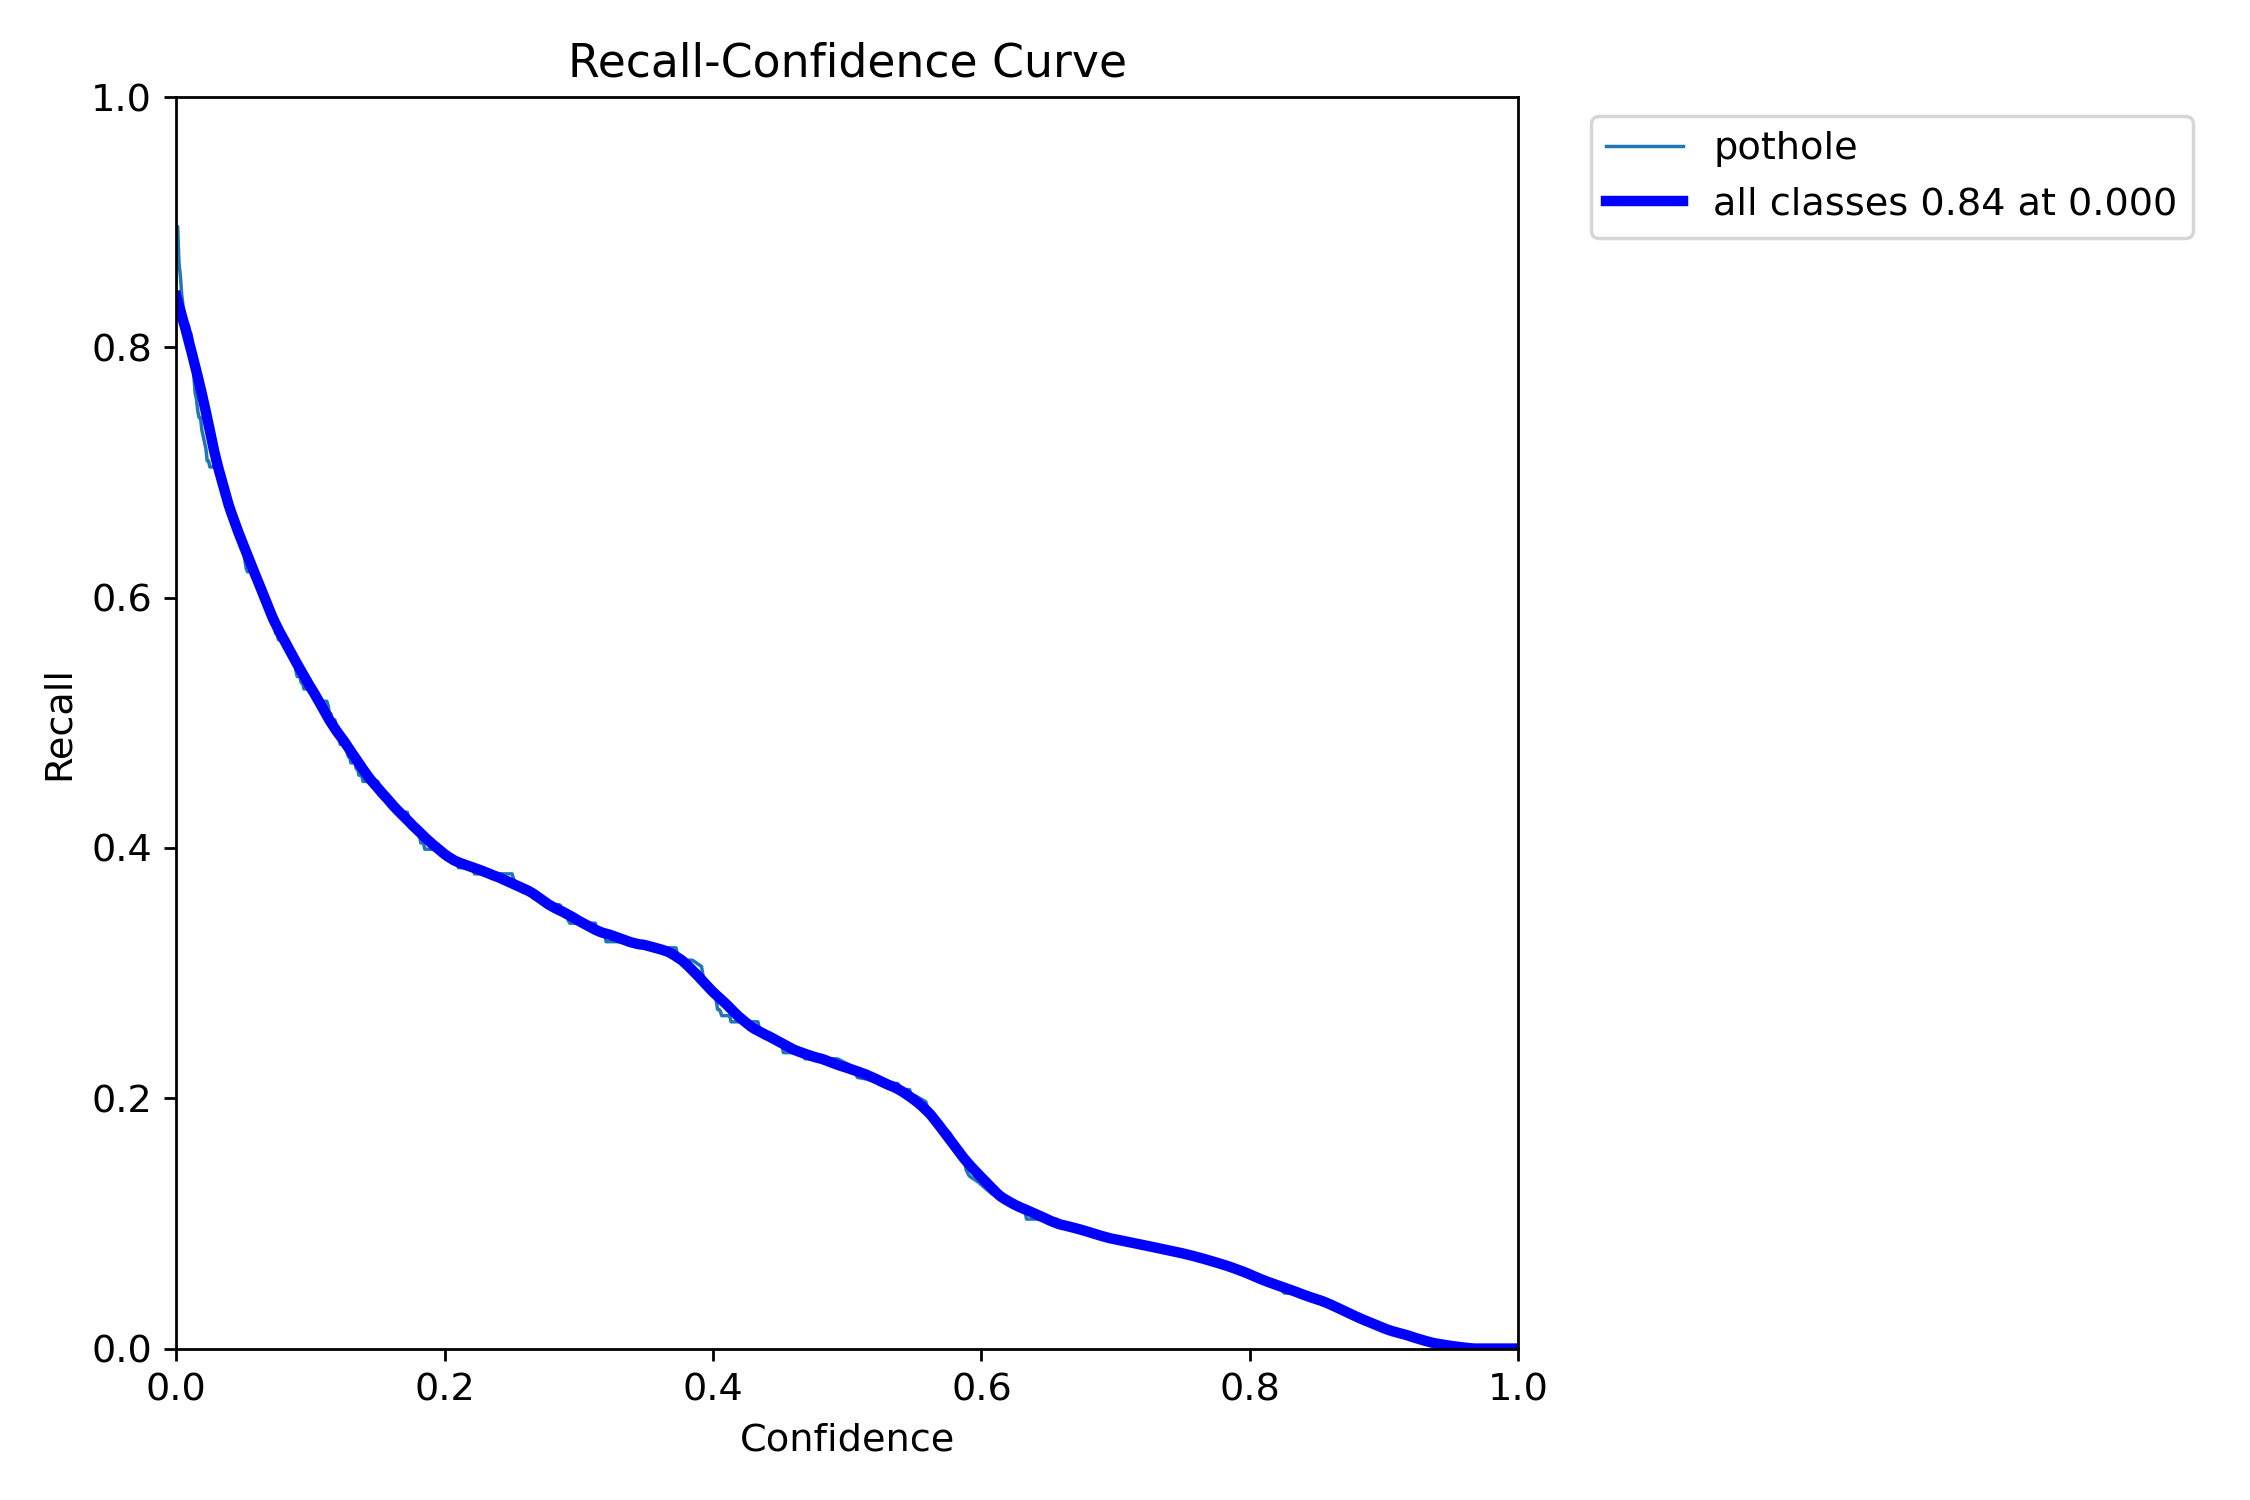 Recall-Confidence Curve
1.0
0.8
0.6
0.4
0.2
0.0
Recall
0.0 0.2 0.4 0.6 0.8 1.0
Confidence
pothole
all classes 0.84 at 0.000